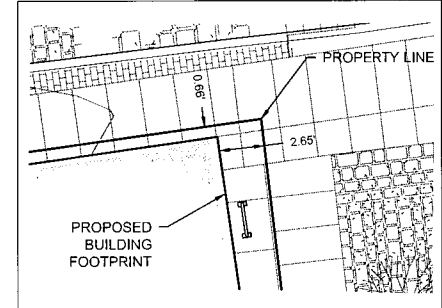 PROPERTY LINE
0.66'
2.65'
PROPOSED
BUILDING
FOOTPRINT